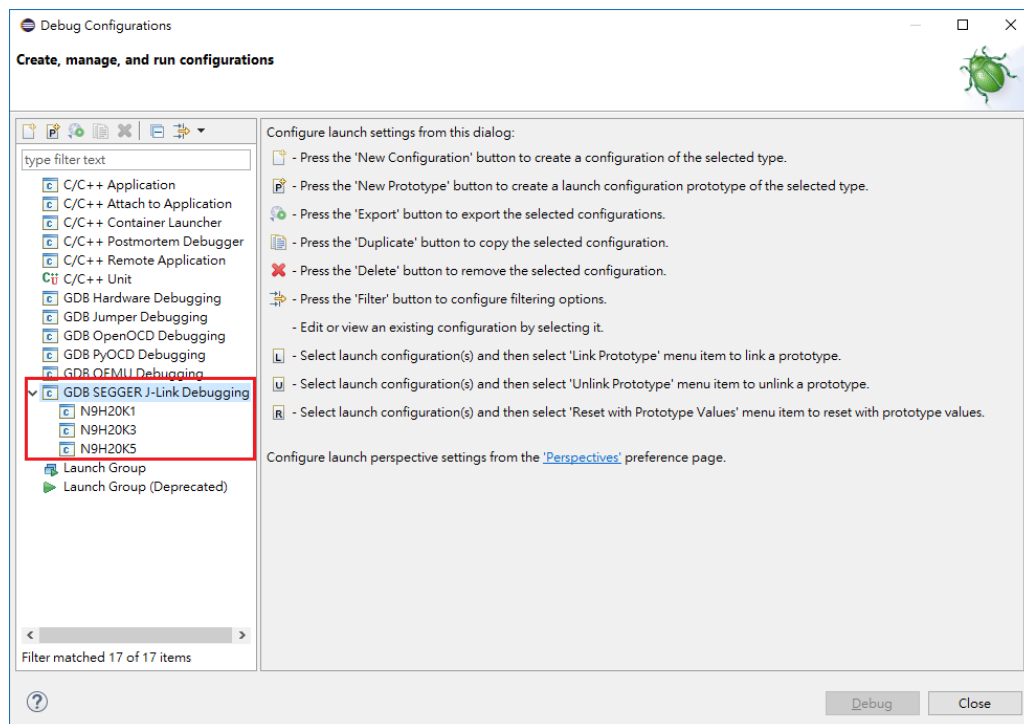 Debug Configurations
Create, manage, and run configurations
type filter text
C/C++ Application
C/C++ Attach to Application
C/C++ Container Launcher
C/C++ Postmortem Debugger
C/C++ Remote Application
C/C++ Unit
GDB Hardware Debugging
GDB Jumper Debugging
GDB OpenOCD Debugging
GDB PyOCD Debugging
GDB QEMU Debugging
GDB SEGGER J-Link Debugging
N9H20K1
N9H20K3
N9H20K5
Launch Group
Launch Group (Deprecated)
Filter matched 17 of 17 items
Configure launch settings from this dialog:
- Press the 'New Configuration' button to create a configuration of the selected type.
- Press the 'New Prototype' button to create a launch configuration prototype of the selected type.
- Press the 'Export' button to export the selected configurations.
- Press the 'Duplicate' button to copy the selected configuration.
- Press the 'Delete' button to remove the selected configuration.
- Press the 'Filter' button to configure filtering options.
- Edit or view an existing configuration by selecting it.
L - Select launch configuration(s) and then select 'Link Prototype' menu item to link a prototype.
U - Select launch configuration(s) and then select 'Unlink Prototype' menu item to unlink a prototype.
R - Select launch configuration(s) and then select 'Reset with Prototype Values' menu item to reset with prototype values.
Configure launch perspective settings from the 'Perspectives' preference page.
Debug
Close